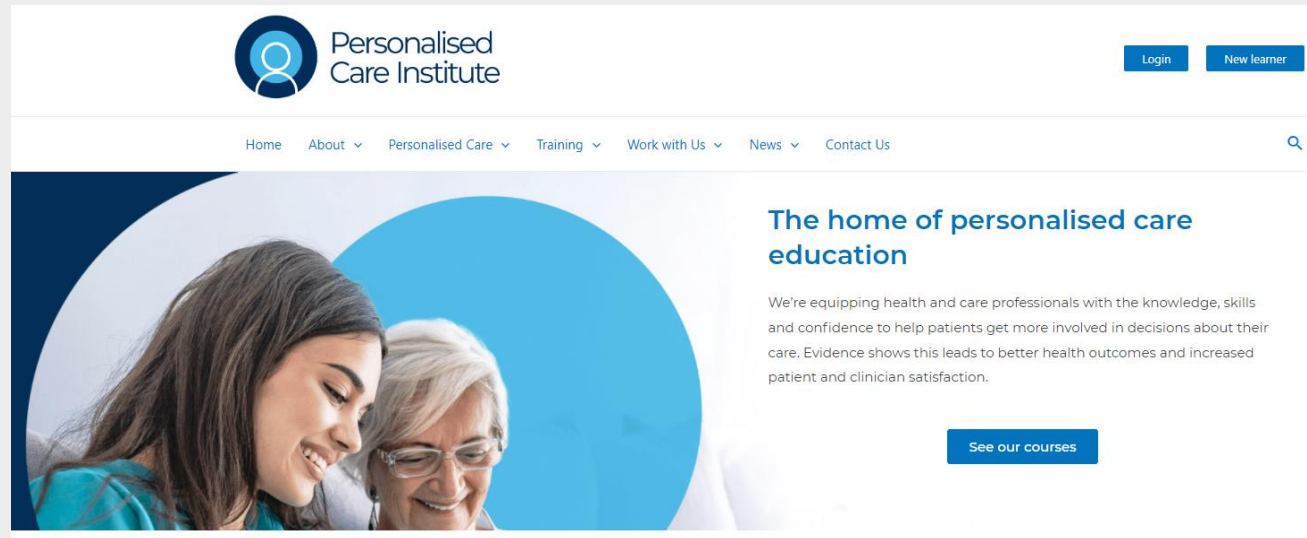 Personalised
Care Institute
Login
New learner
Home
About
Personalised Care
Training
Work with Us
News
Contact Us
The home of personalised care
education
We're equipping health and care professionals with the knowledge, skills
and confidence to help patients get more involved in decisions about their
care. Evidence shows this leads to better health outcomes and increased
patient and clinician satisfaction.
See our courses